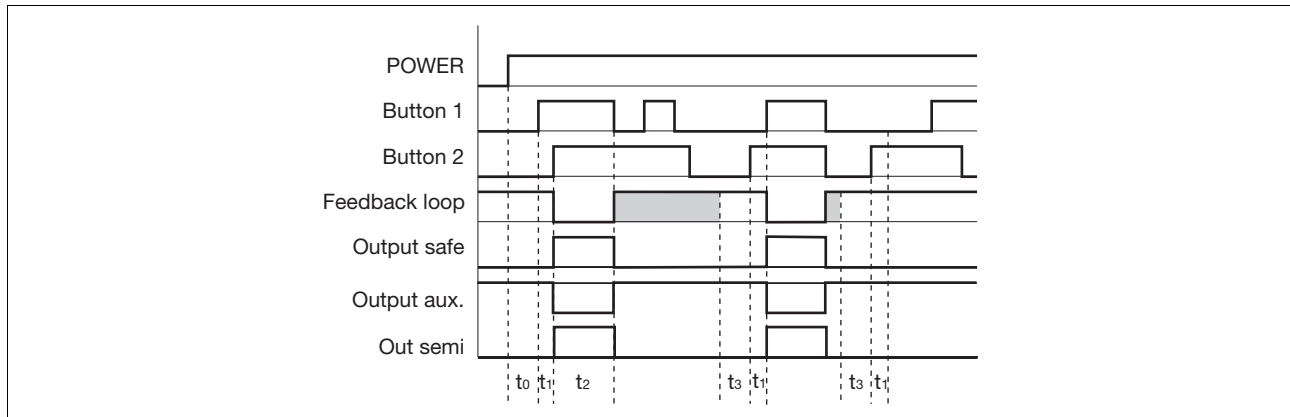 POWER
Button 1
Button 2
Feedback loop
Output safe
Output aux.
Out semi
t0 t1 t2 t3 t1 t3 t1